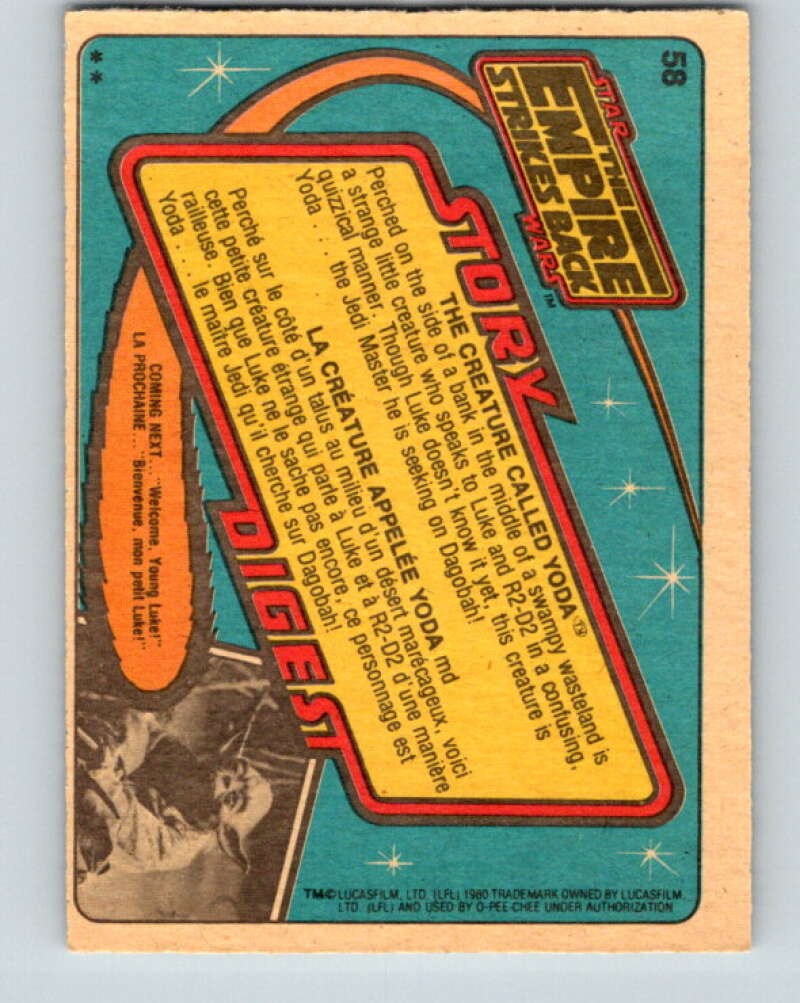 58
STAR
THE
EMPIRE
STRIKES BACK
WARS™
STORY
THE CREATURE CALLED YODA™
Perched on the side of a bank in the middle of a swampy wasteland is
a strange little creature who speaks to Luke and R2-D2 in a confusing,
quizzical manner. Though Luke doesn't know it yet, this creature is
Yoda . . . the Jedi Master he is seeking on Dagobah!
LA CRÉATURE APPELÉE YODA md
Perché sur le côté d'un talus au milieu d'un désert marécageux, voici
cette petite créature étrange qui parle à Luke et à R2-D2 d'une manière
railleuse. Bien que Luke ne le sache pas encore, ce personnage est
Yoda . . . le maître Jedi qu'il cherche sur Dagobah!
DIGEST
COMING NEXT... "Welcome, Young Luke!"
LA PROCHAINE... "Bienvenue, mon petit Luke!"
TM©LUCASFILM, LTD. (LFL) 1980 TRADEMARK OWNED BY LUCASFILM
LTD. (LFL) AND USED BY O-PEE-CHEE UNDER AUTHORIZATION
**